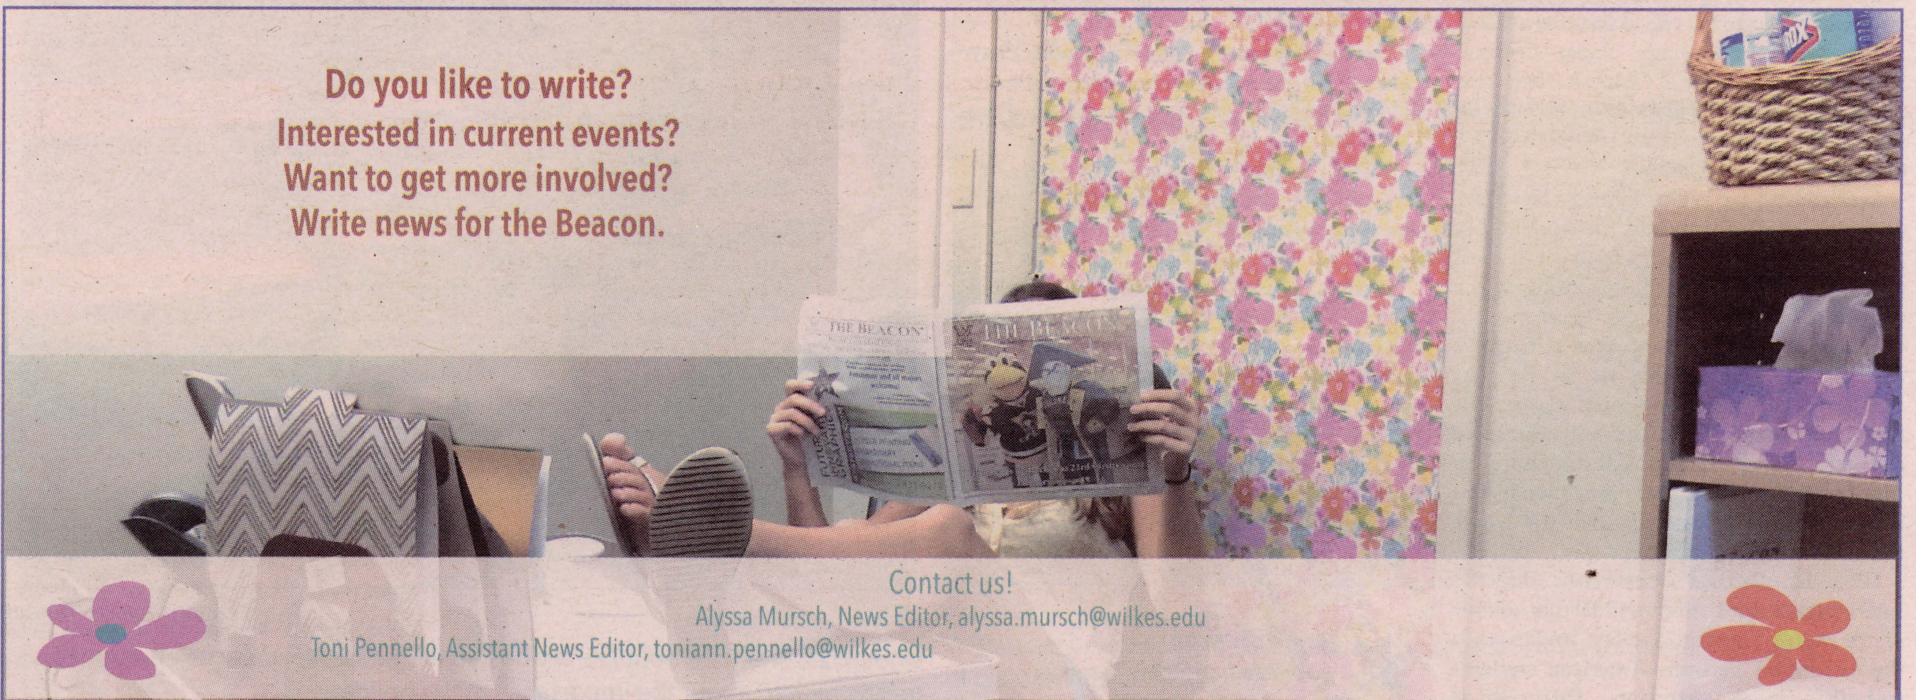 Do you like to write?
Interested in current events?
Want to get more involved?
Write news for the Beacon.
THE BEACON
THE BEACON
Contact us!
Alyssa Mursch, News Editor, alyssa.mursch@wilkes.edu
Toni Pennello, Assistant News Editor, toniann.pennello@wilkes.edu